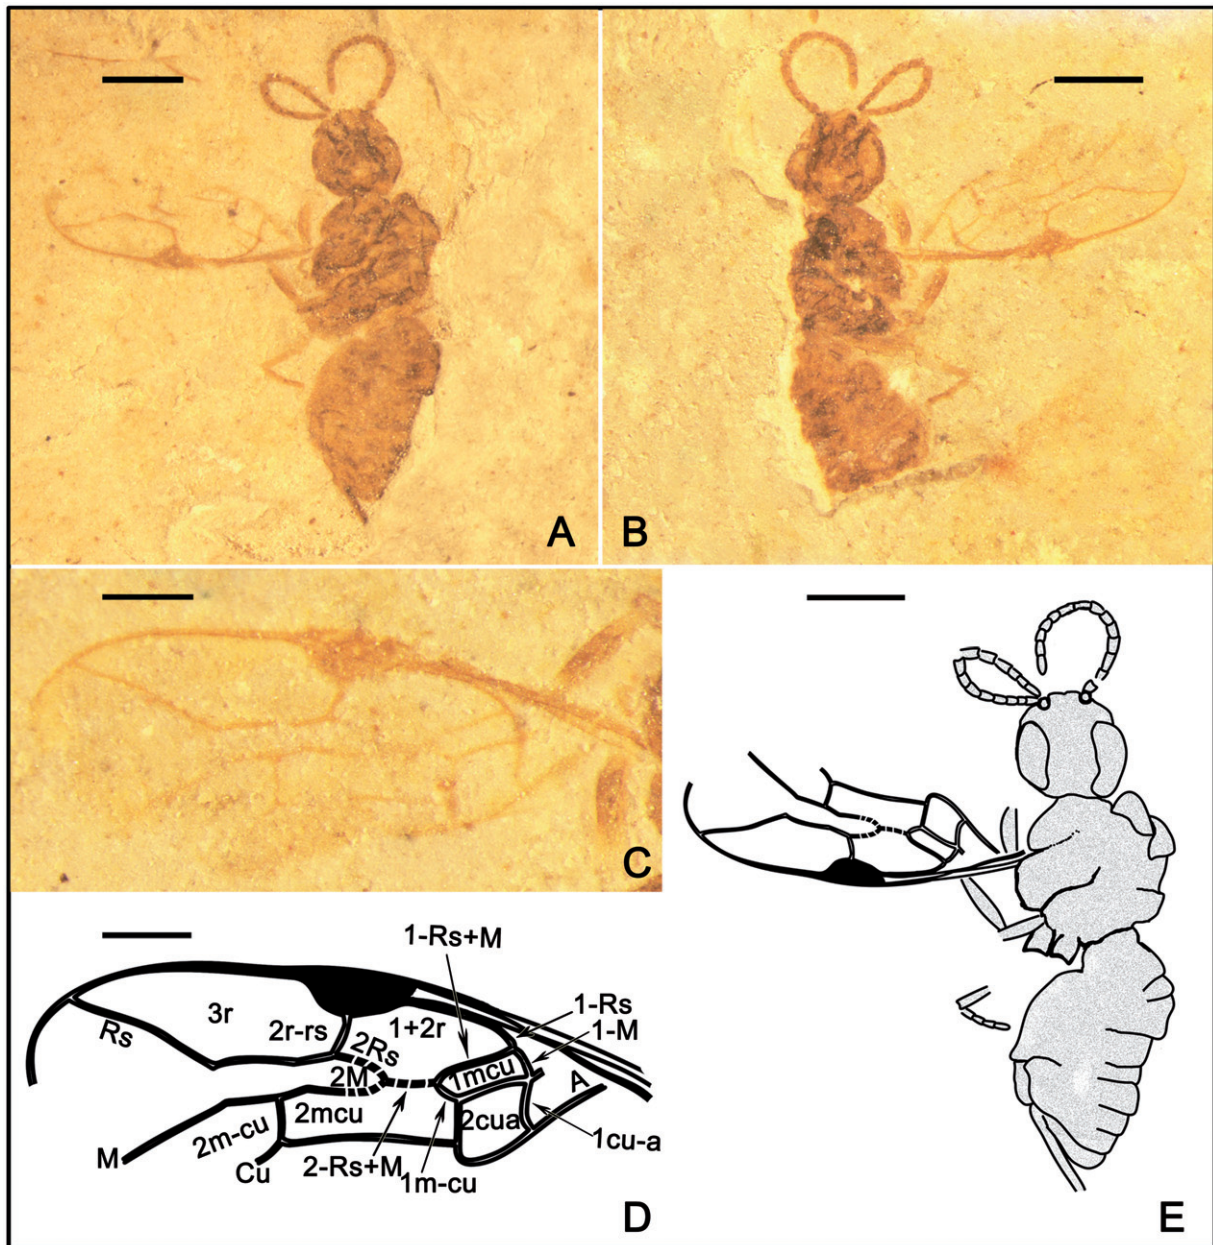 A
B
C
1-Rs+M
1-Rs
1-M
3r
2r-rs
1+2r
Rs
2Rs
1mcu
2M
A
2mcu
2cua
2m-cu
1cu-a
M
Cu
2-Rs+M
1m-cu
D
E